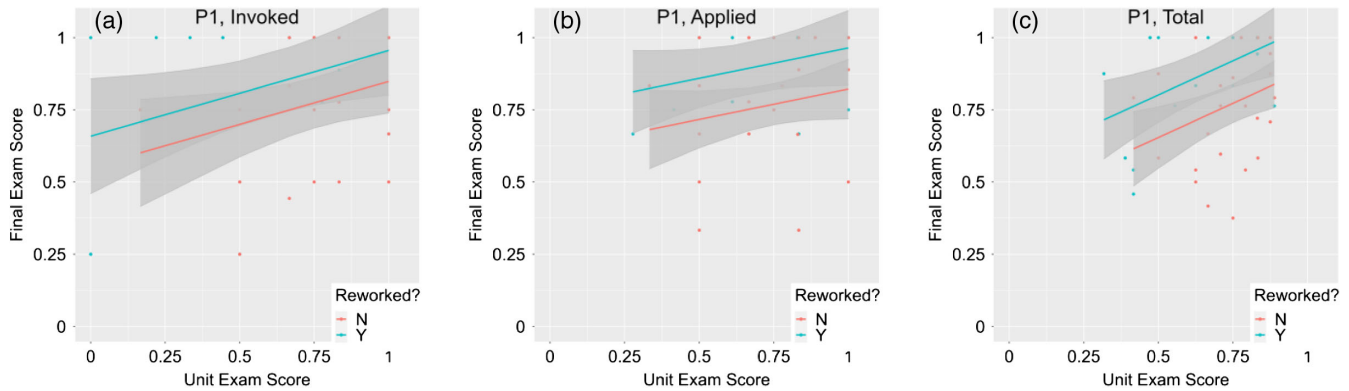 (a) P1, Invoked
1
0.75
0.5
0.25
0
Final Exam Score
0 0.25 0.5 0.75 1
Unit Exam Score
Reworked?
N
Y
(b) P1, Applied
1
0.75
0.5
0.25
0
Final Exam Score
0 0.25 0.5 0.75 1
Unit Exam Score
Reworked?
N
Y
(c) P1, Total
1
0.75
0.5
0.25
0
Final Exam Score
0 0.25 0.5 0.75 1
Unit Exam Score
Reworked?
N
Y